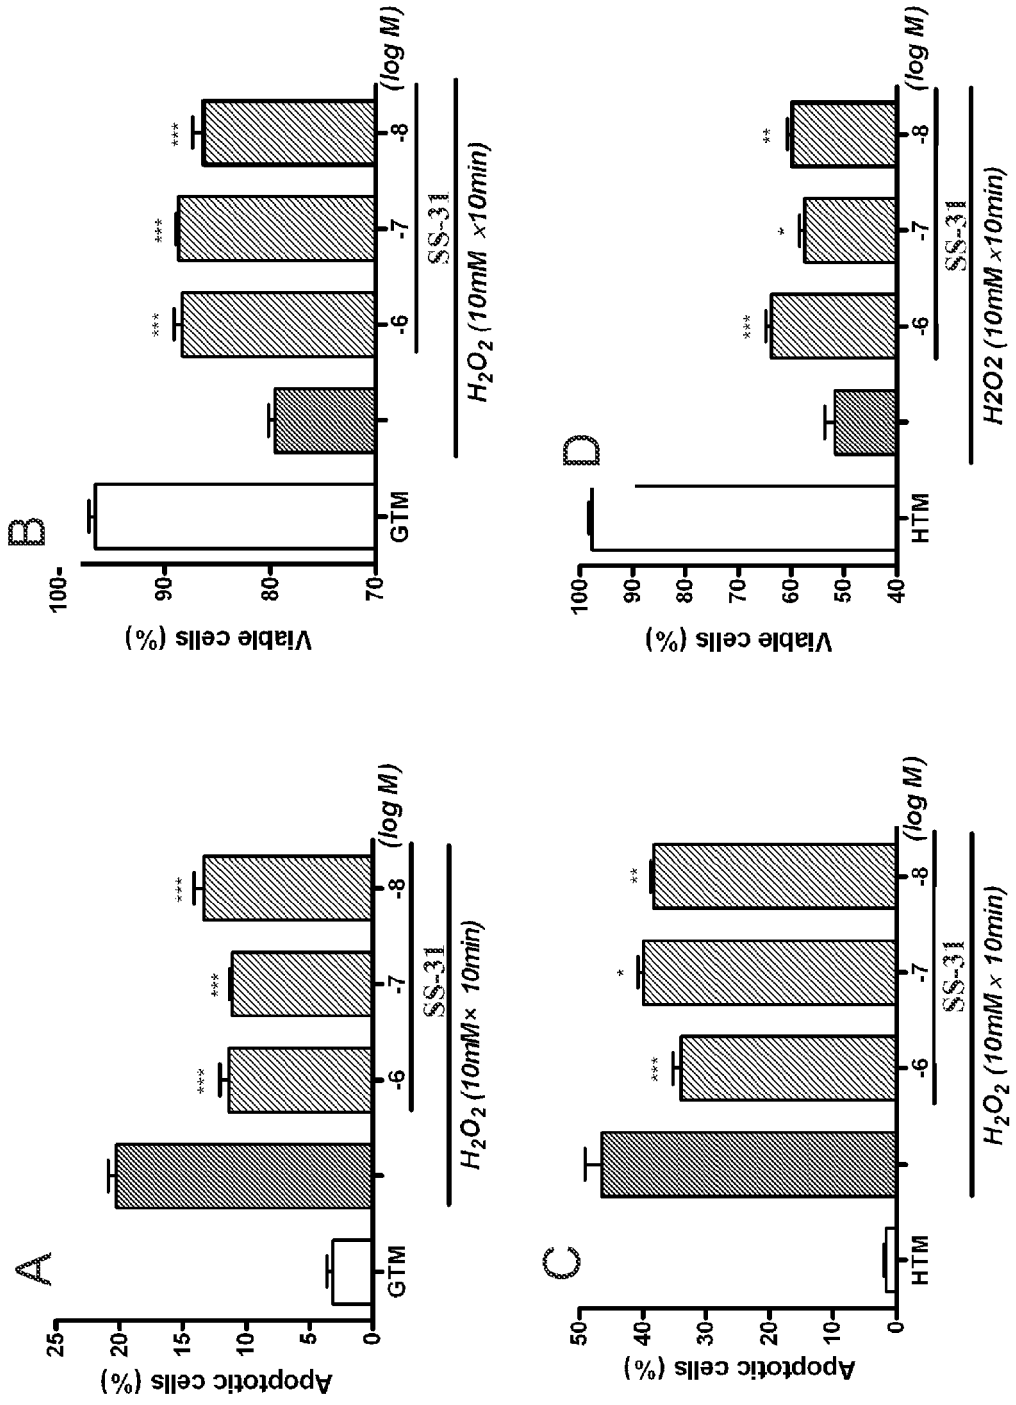 A
Apoptotic cells (%)
25
20
15
10
5
0
***
***
***
GTM
-6
-7
-8
(log M)
SS-31
H₂O₂ (10mM × 10min)
B
Viable cells (%)
100
90
80
70
***
***
***
GTM
-6
-7
-8
(log M)
SS-31
H₂O₂ (10mM ×10min)
C
Apoptotic cells (%)
50
40
30
20
10
0
***
*
**
HTM
-6
-7
-8
(log M)
SS-31
H₂O₂ (10mM × 10min)
D
Viable cells (%)
100
90
80
70
60
50
40
***
*
**
HTM
-6
-7
-8
(log M)
SS-31
H2O2 (10mM ×10min)